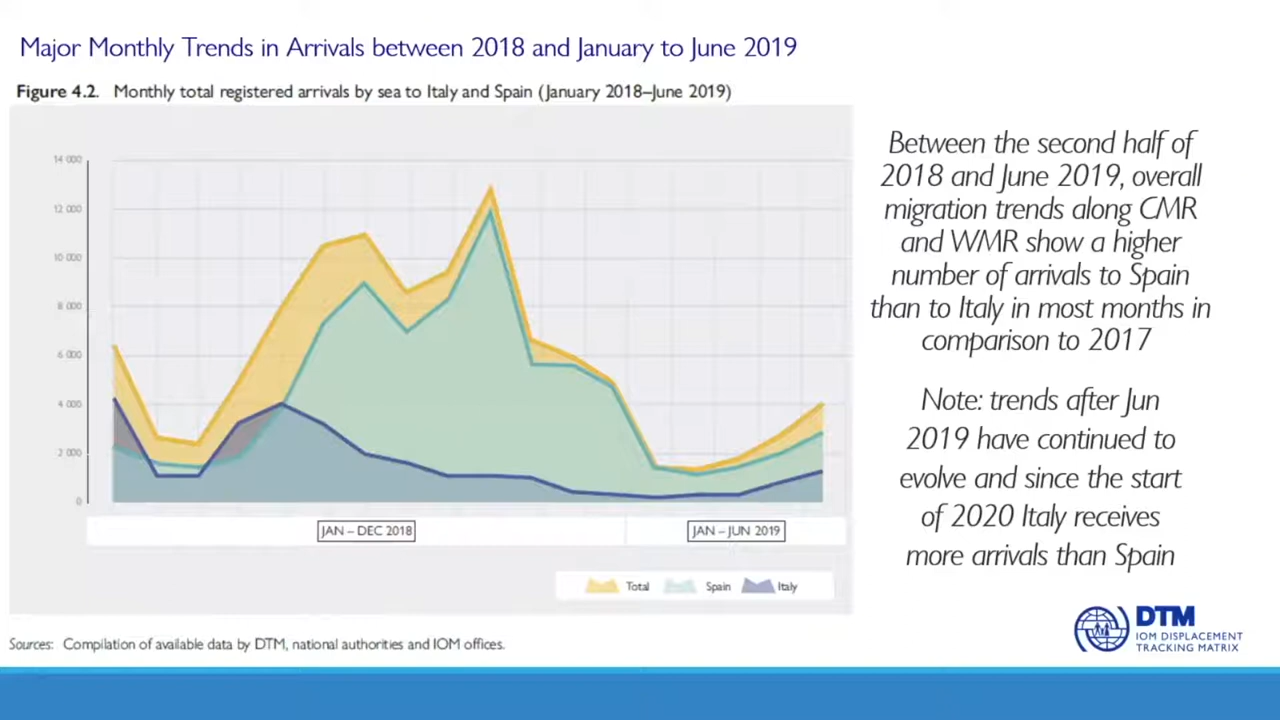 Major Monthly Trends in Arrivals between 2018 and January to June 2019
Figure 4.2. Monthly total registered arrivals by sea to Italy and Spain (January 2018–June 2019)
14 000
12 000
10 000
8 000
6 000
4 000
2 000
0
JAN – DEC 2018
JAN – JUN 2019
Total
Spain
Italy
Sources: Compilation of available data by DTM, national authorities and IOM offices.
Between the second half of
2018 and June 2019, overall
migration trends along CMR
and WMR show a higher
number of arrivals to Spain
than to Italy in most months in
comparison to 2017
Note: trends after Jun
2019 have continued to
evolve and since the start
of 2020 Italy receives
more arrivals than Spain
DTM
IOM DISPLACEMENT
TRACKING MATRIX